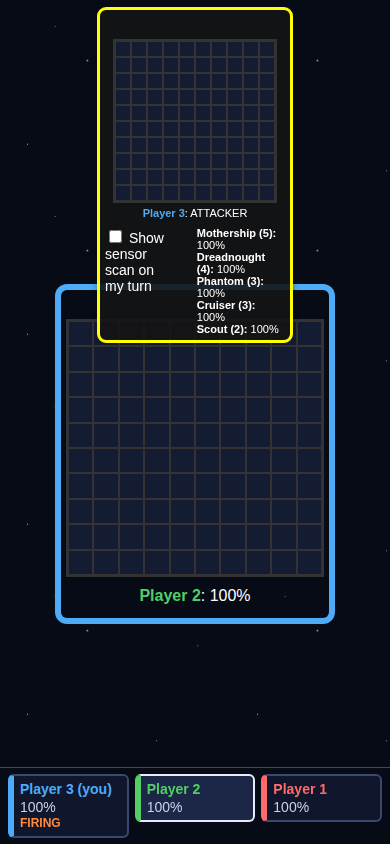 Player 3: ATTACKER
Show
sensor
scan on
my turn
Mothership (5):
100%
Dreadnought
(4): 100%
Phantom (3):
100%
Cruiser (3):
100%
Scout (2): 100%
Player 2: 100%
Player 3 (you)
100%
FIRING
Player 2
100%
Player 1
100%